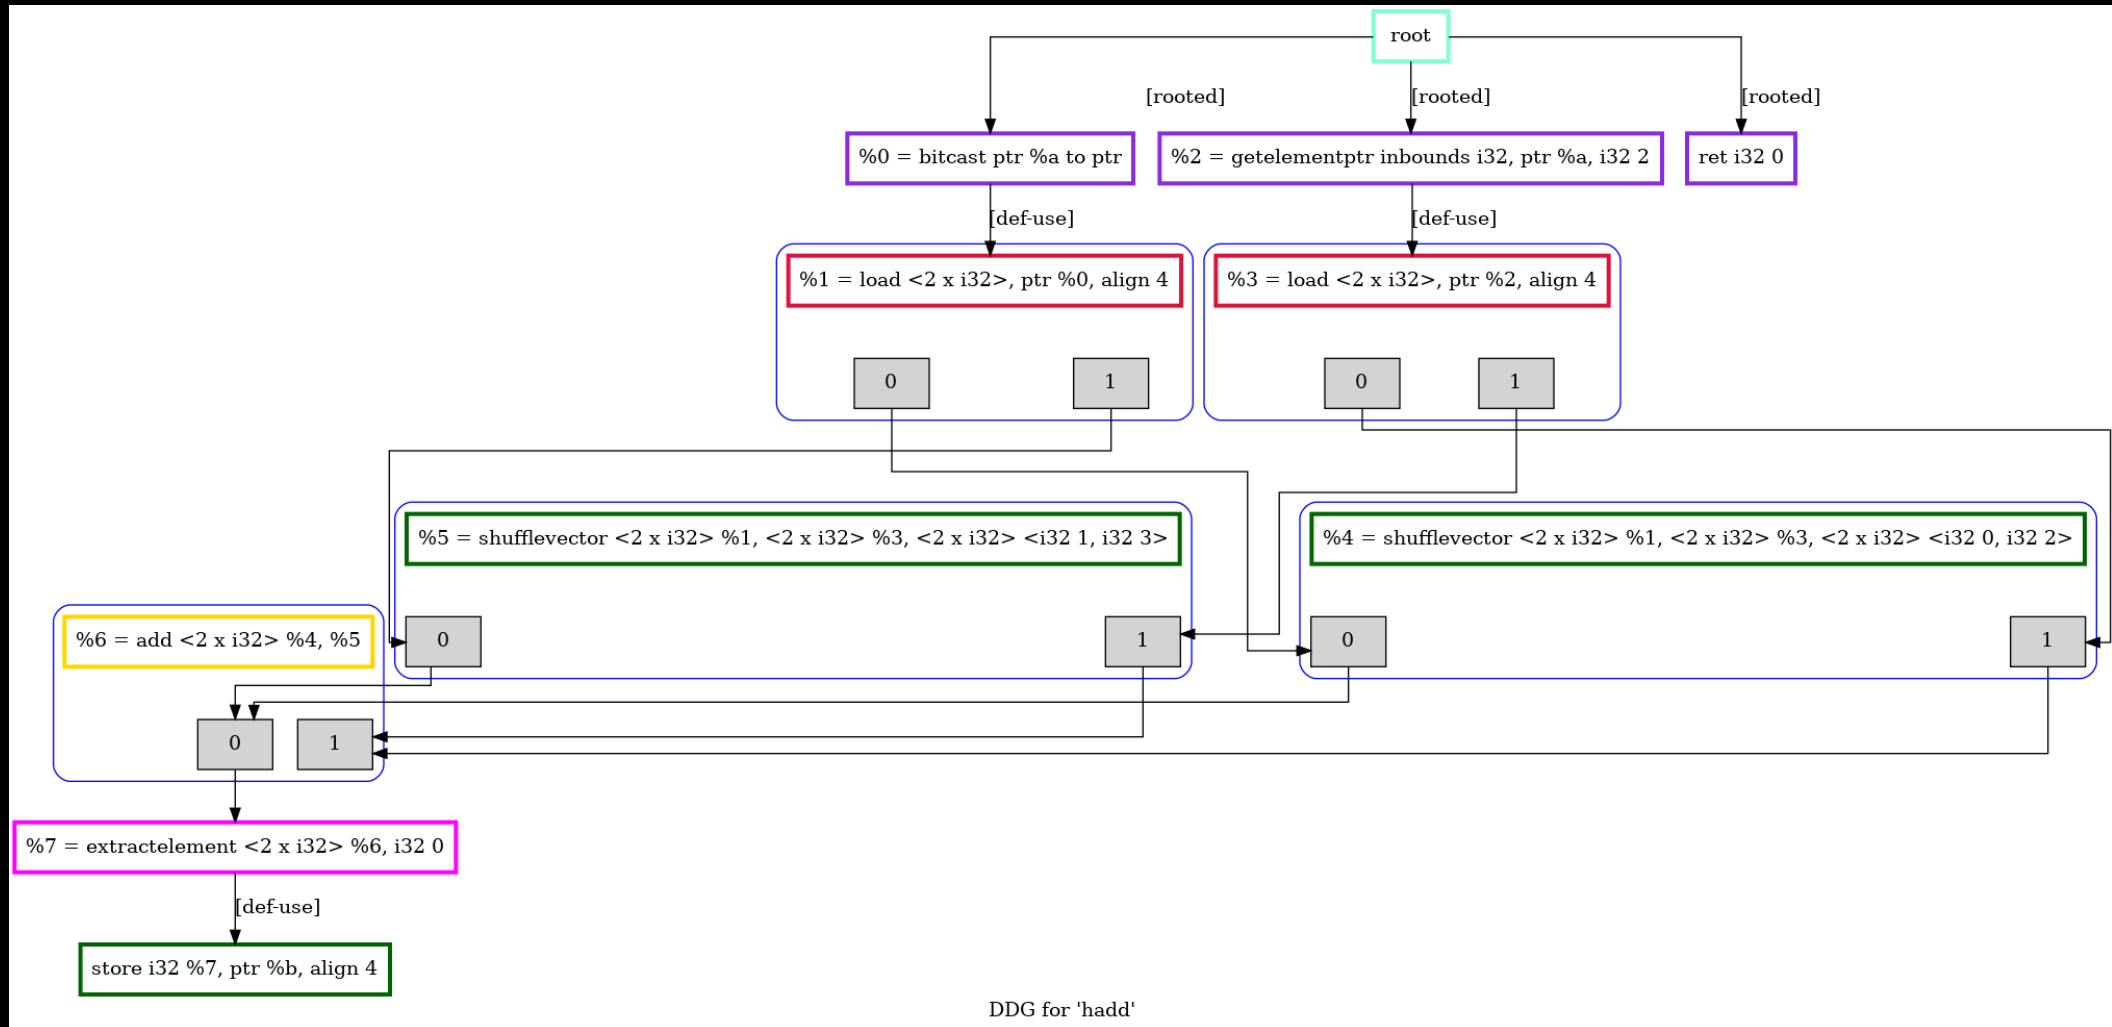 root
[rooted]
[rooted]
[rooted]
%0 = bitcast ptr %a to ptr
%2 = getelementptr inbounds i32, ptr %a, i32 2
ret i32 0
[def-use]
[def-use]
%1 = load <2 x i32>, ptr %0, align 4
%3 = load <2 x i32>, ptr %2, align 4
0
1
0
1
%5 = shufflevector <2 x i32> %1, <2 x i32> %3, <2 x i32> <i32 1, i32 3>
%4 = shufflevector <2 x i32> %1, <2 x i32> %3, <2 x i32> <i32 0, i32 2>
%6 = add <2 x i32> %4, %5
0
1
0
1
0
1
%7 = extractelement <2 x i32> %6, i32 0
[def-use]
store i32 %7, ptr %b, align 4
DDG for 'hadd'